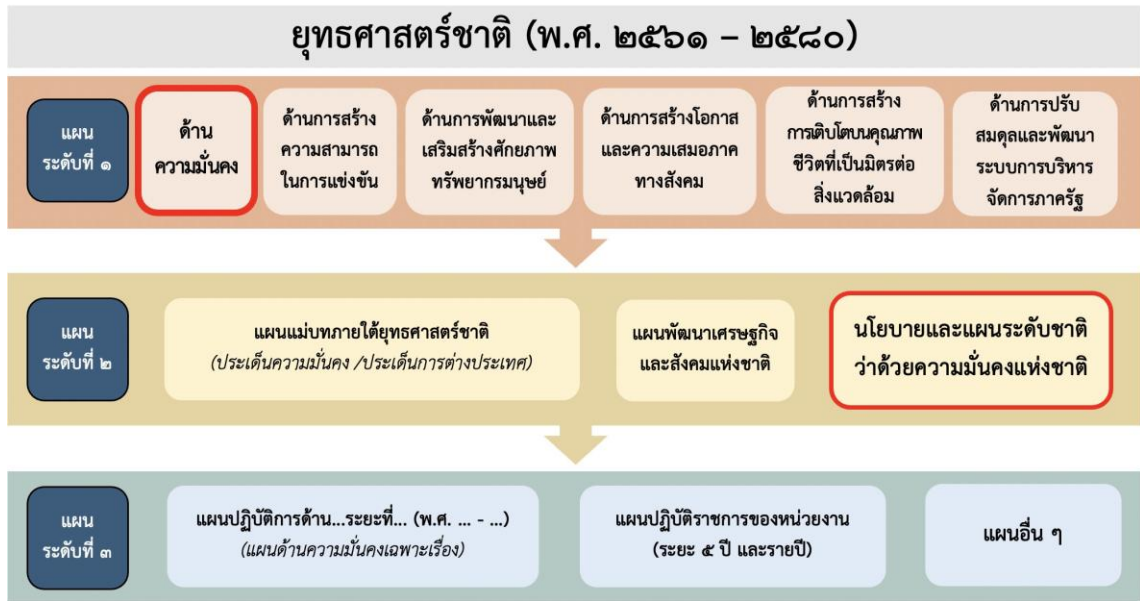 ยุทธศาสตร์ชาติ (พ.ศ. ๒๕๖๑ – ๒๕๘๐)
แผน
ระดับที่ ๑
ด้าน
ความมั่นคง
ด้านการสร้าง
ความสามารถ
ในการแข่งขัน
ด้านการพัฒนาและ
เสริมสร้างศักยภาพ
ทรัพยากรมนุษย์
ด้านการสร้างโอกาส
และความเสมอภาค
ทางสังคม
ด้านการสร้าง
การเติบโตบนคุณภาพ
ชีวิตที่เป็นมิตรต่อ
สิ่งแวดล้อม
ด้านการปรับ
สมดุลและพัฒนา
ระบบการบริหาร
จัดการภาครัฐ
แผน
ระดับที่ ๒
แผนแม่บทภายใต้ยุทธศาสตร์ชาติ
(ประเด็นความมั่นคง /ประเด็นการต่างประเทศ)
แผนพัฒนาเศรษฐกิจ
และสังคมแห่งชาติ
นโยบายและแผนระดับชาติ
ว่าด้วยความมั่นคงแห่งชาติ
แผน
ระดับที่ ๓
แผนปฏิบัติการด้าน...ระยะที่... (พ.ศ. ... - ...)
(แผนด้านความมั่นคงเฉพาะเรื่อง)
แผนปฏิบัติราชการของหน่วยงาน
(ระยะ ๕ ปี และรายปี)
แผนอื่น ๆ